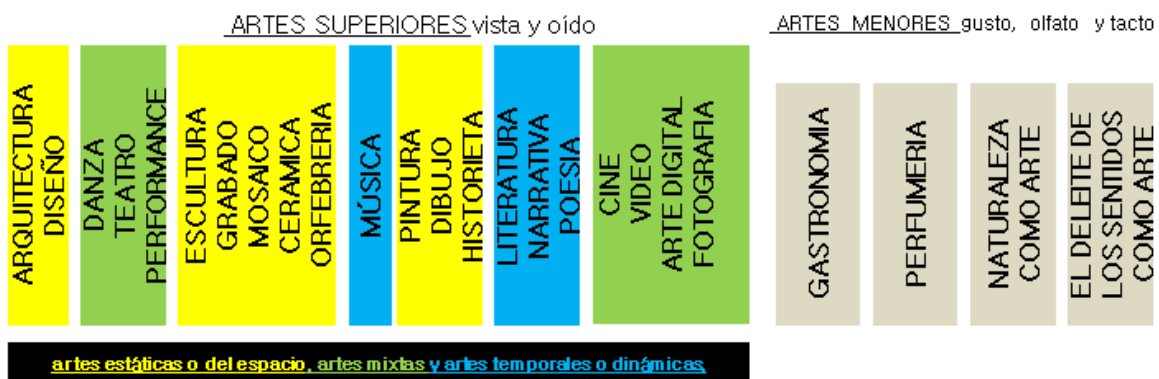 ARTES SUPERIORES vista y oído
ARTES MENORES gusto, olfato y tacto
ARQUITECTURA
DISEÑO
DANZA
TEATRO
PERFORMANCE
ESCULTURA
GRABADO
MOSAICO
CERAMICA
ORFEBRERIA
MÚSICA
PINTURA
DIBUJO
HISTORIETA
LITERATURA
NARRATIVA
POESIA
CINE
VIDEO
ARTE DIGITAL
FOTOGRAFIA
GASTRONOMIA
PERFUMERIA
NATURALEZA
COMO ARTE
EL DELEITE DE
LOS SENTIDOS
COMO ARTE
artes estáticas o del espacio, artes mixtas y artes temporales o dinámicas,